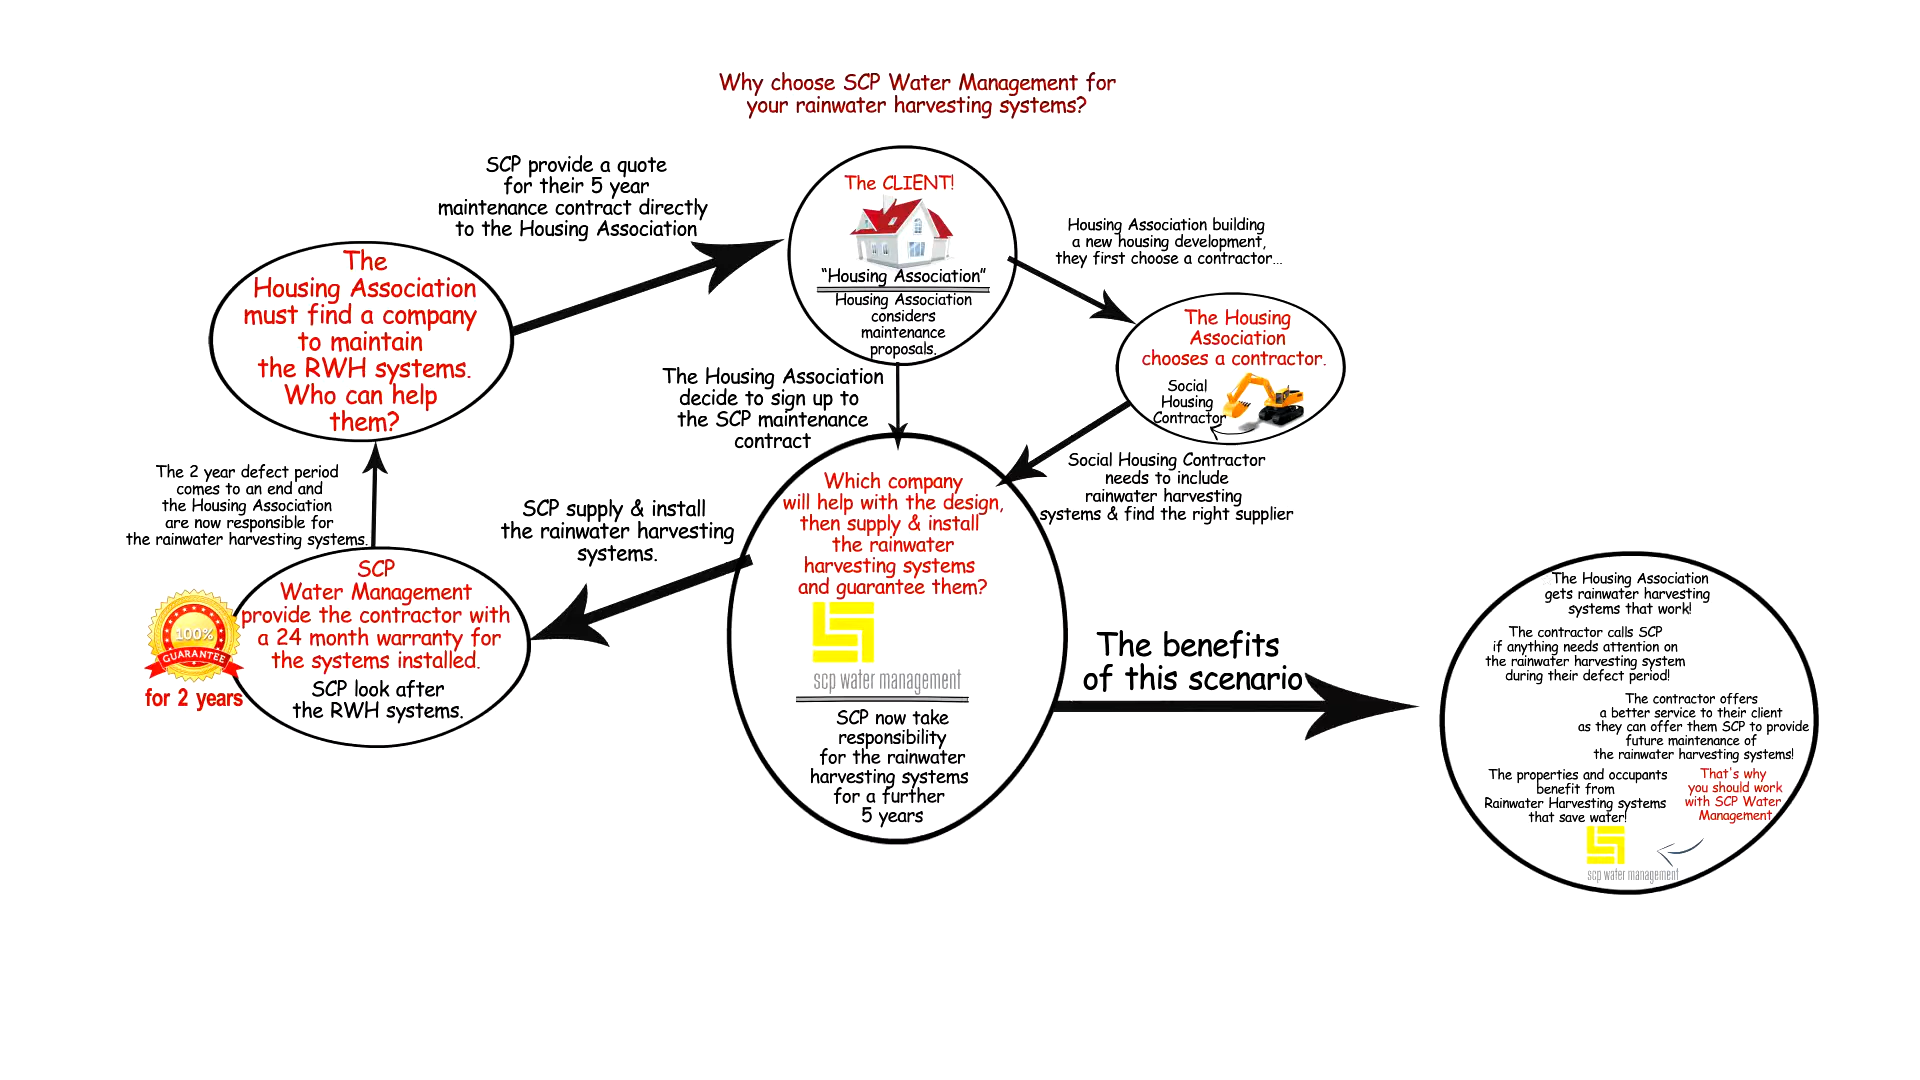 Why choose SCP Water Management for
your rainwater harvesting systems?
SCP provide a quote
for their 5 year
maintenance contract directly
to the Housing Association
The CLIENT!
"Housing Association"
Housing Association
considers
maintenance
proposals.
Housing Association building
a new housing development,
they first choose a contractor...
The Housing
Association
chooses a contractor.
Social
Housing
Contractor
Social Housing Contractor
needs to include
rainwater harvesting
systems & find the right supplier
The Housing Association
decide to sign up to
the SCP maintenance
contract
Which company
will help with the design,
then supply & install
the rainwater
harvesting systems
and guarantee them?
scp water management
SCP now take
responsibility
for the rainwater
harvesting systems
for a further
5 years
SCP supply & install
the rainwater harvesting
systems.
SCP
Water Management
provide the contractor with
a 24 month warranty for
the systems installed.
SCP look after
the RWH systems.
100%
GUARANTEE
for 2 years
The 2 year defect period
comes to an end and
the Housing Association
are now responsible for
the rainwater harvesting systems.
The
Housing Association
must find a company
to maintain
the RWH systems.
Who can help
them?
The benefits
of this scenario
The Housing Association
gets rainwater harvesting
systems that work!
The contractor calls SCP
if anything needs attention on
the rainwater harvesting system
during their defect period!
The contractor offers
a better service to their client
as they can offer them SCP to provide
future maintenance of
the rainwater harvesting systems!
The properties and occupants
benefit from
Rainwater Harvesting systems
that save water!
That's why
you should work
with SCP Water
Management
scp water management